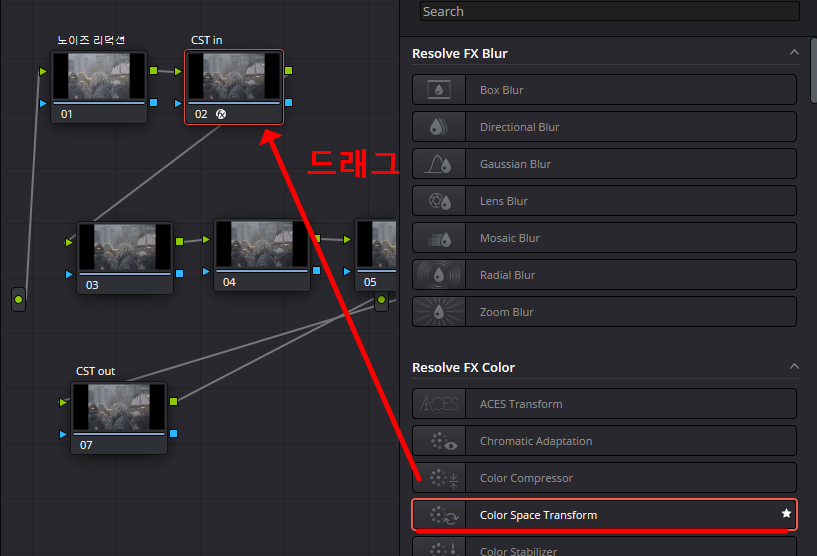 Search
노이즈 리덕션
CST in
01
02
fx
드래그
03
04
05
CST out
07
Resolve FX Blur
Box Blur
Directional Blur
Gaussian Blur
Lens Blur
Mosaic Blur
Radial Blur
Zoom Blur
Resolve FX Color
ACES
ACES Transform
Chromatic Adaptation
Color Compressor
Color Space Transform
Color Stabilizer